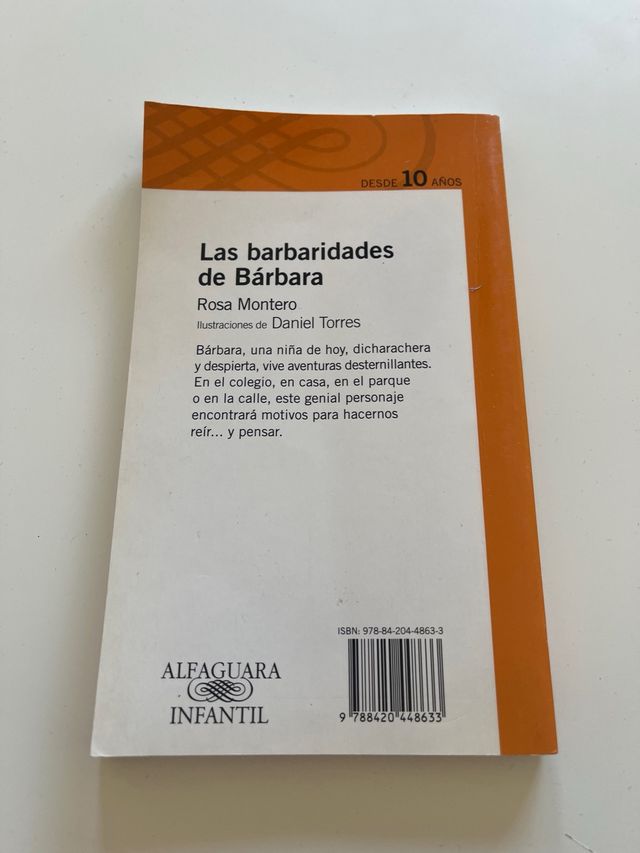 DESDE 10 AÑOS
Las barbaridades
de Bárbara
Rosa Montero
Ilustraciones de Daniel Torres
Bárbara, una niña de hoy, dicharachera
y despierta, vive aventuras desternillantes.
En el colegio, en casa, en el parque
o en la calle, este genial personaje
encontrará motivos para hacernos
reír... y pensar.
ISBN: 978-84-204-4863-3
9 788420 448633
ALFAGUARA
INFANTIL